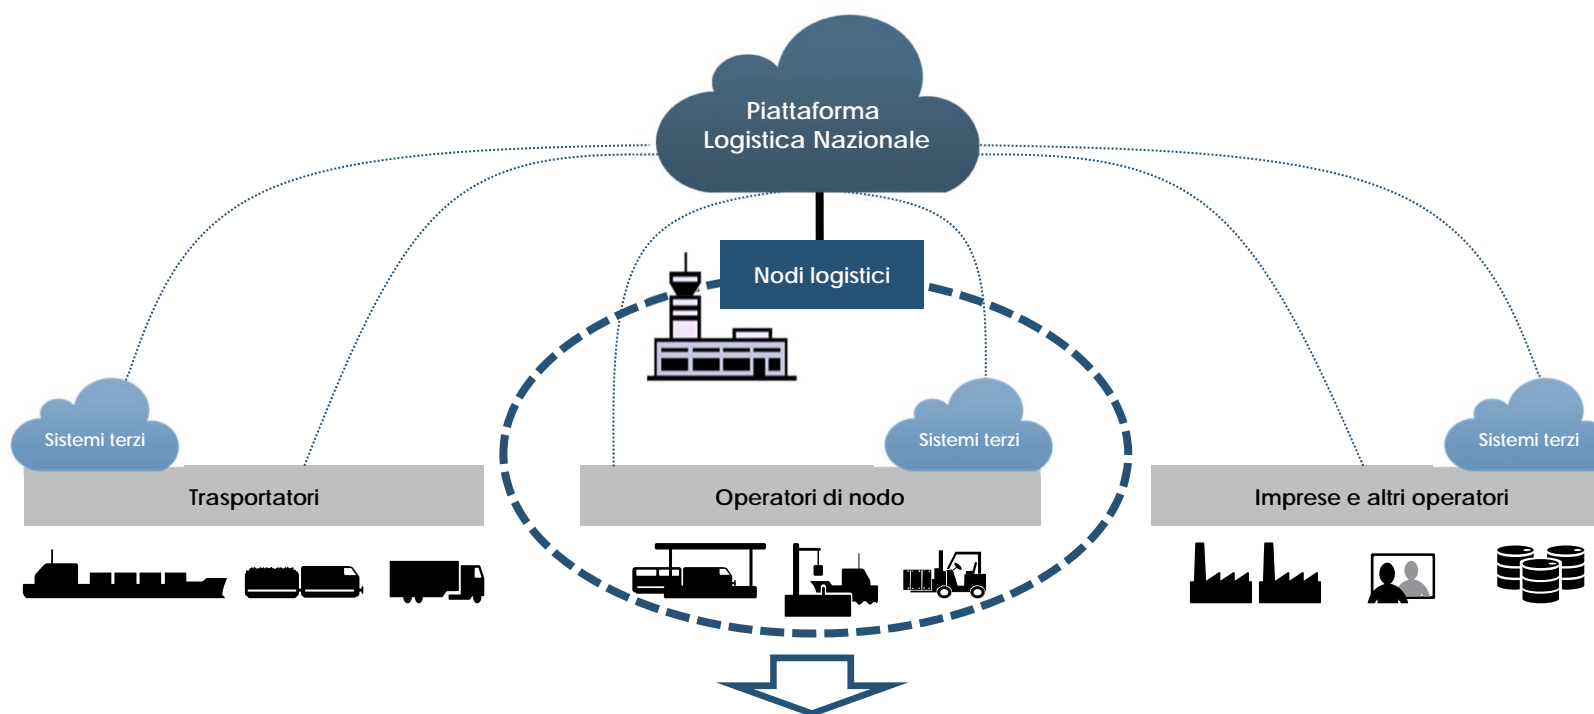 Piattaforma
Logistica Nazionale
Nodi logistici
Sistemi terzi
Sistemi terzi
Sistemi terzi
Trasportatori
Operatori di nodo
Imprese e altri operatori